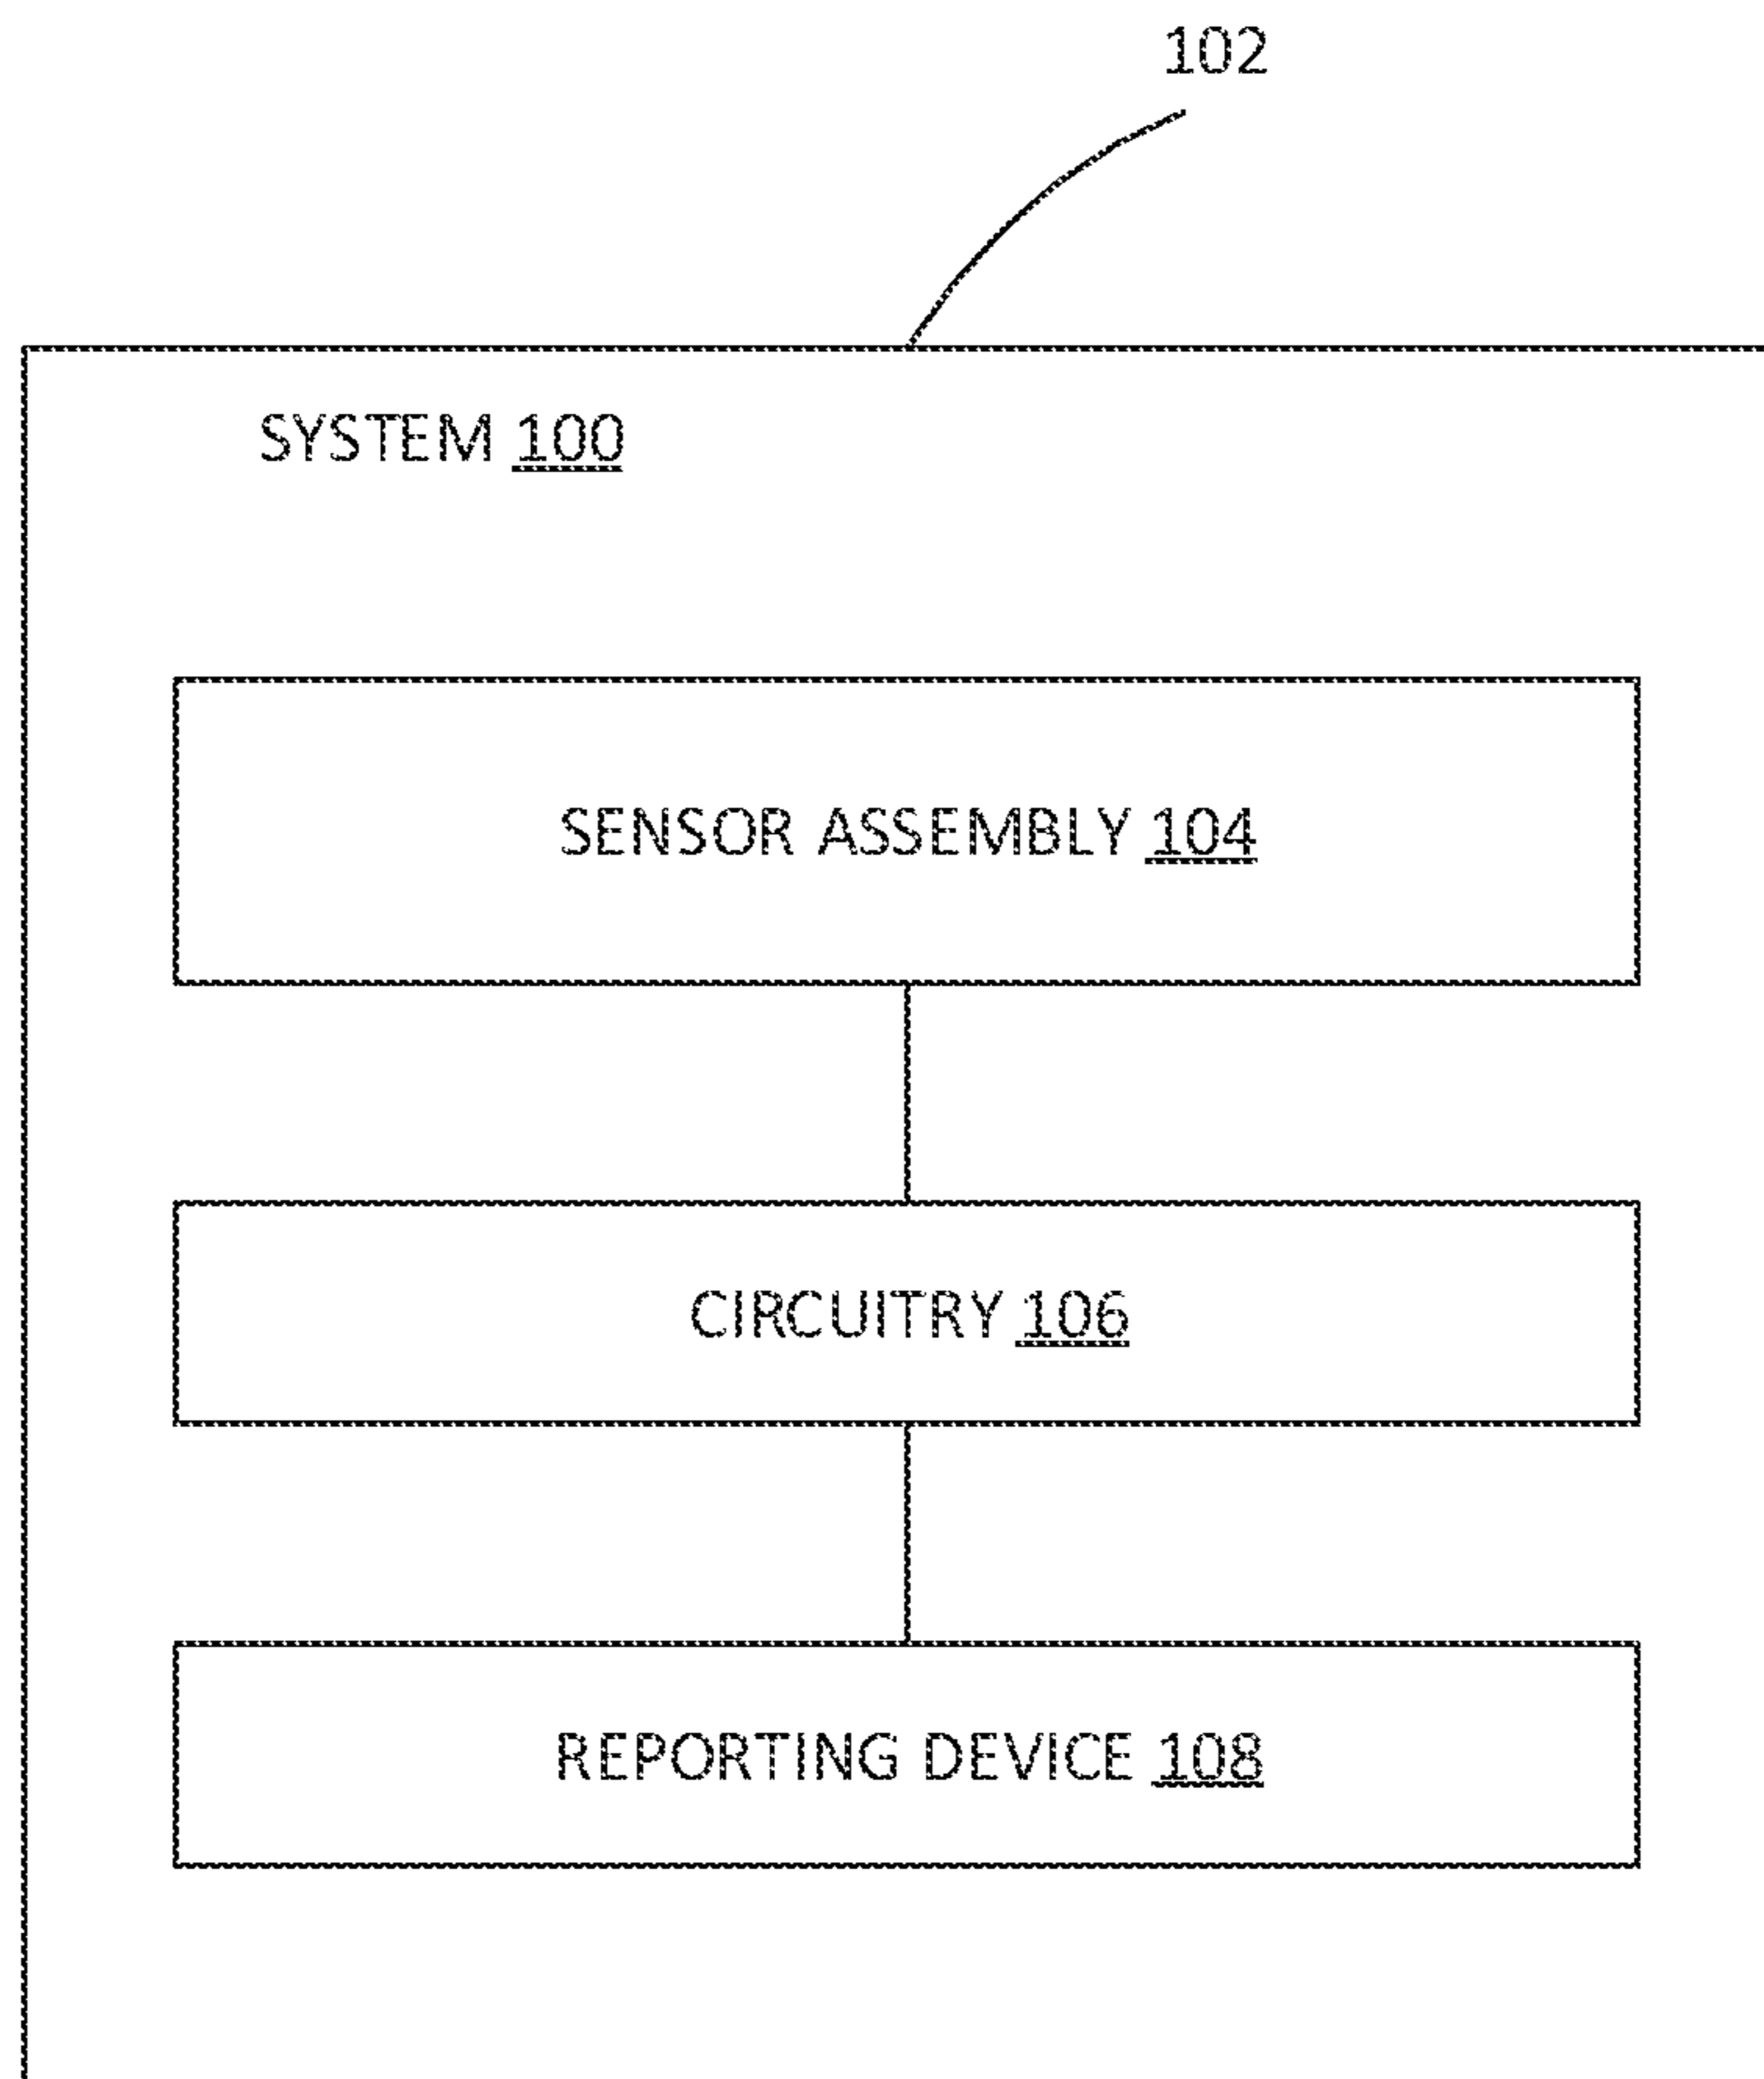 102
SYSTEM 100
SENSOR ASSEMBLY 104
CIRCUITRY 106
REPORTING DEVICE 108